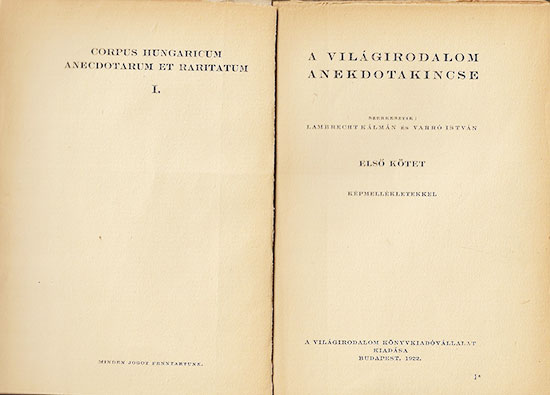 CORPUS HUNGARICUM
ANECDOTARUM ET RARITATUM
I.
MINDEN JOGOT FENNTARTUNK.
A VILÁGIRODALOM
ANEKDOTAKINCSE
SZERKESZTIK:
LAMBRECHT KÁLMÁN ÉS VARRÓ ISTVÁN
ELSŐ KÖTET
KÉPMELLÉKLETEKKEL
A VILÁGIRODALOM KÖNYVKIADÓVÁLLALAT
KIADÁSA
BUDAPEST, 1922.
1*